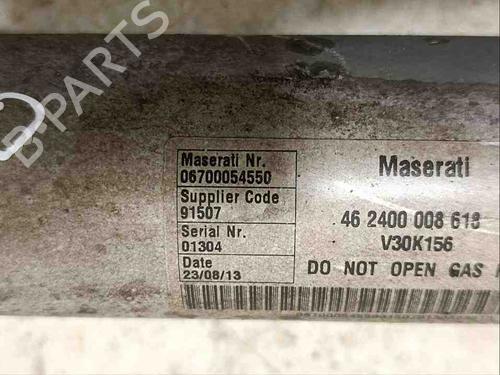 B-PARTS
Maserati Nr.
06700054550
Supplier Code
91507
Serial Nr.
01304
Date
23/08/13
Maserati
46 2400 008 618
V30K156
DO NOT OPEN GAS